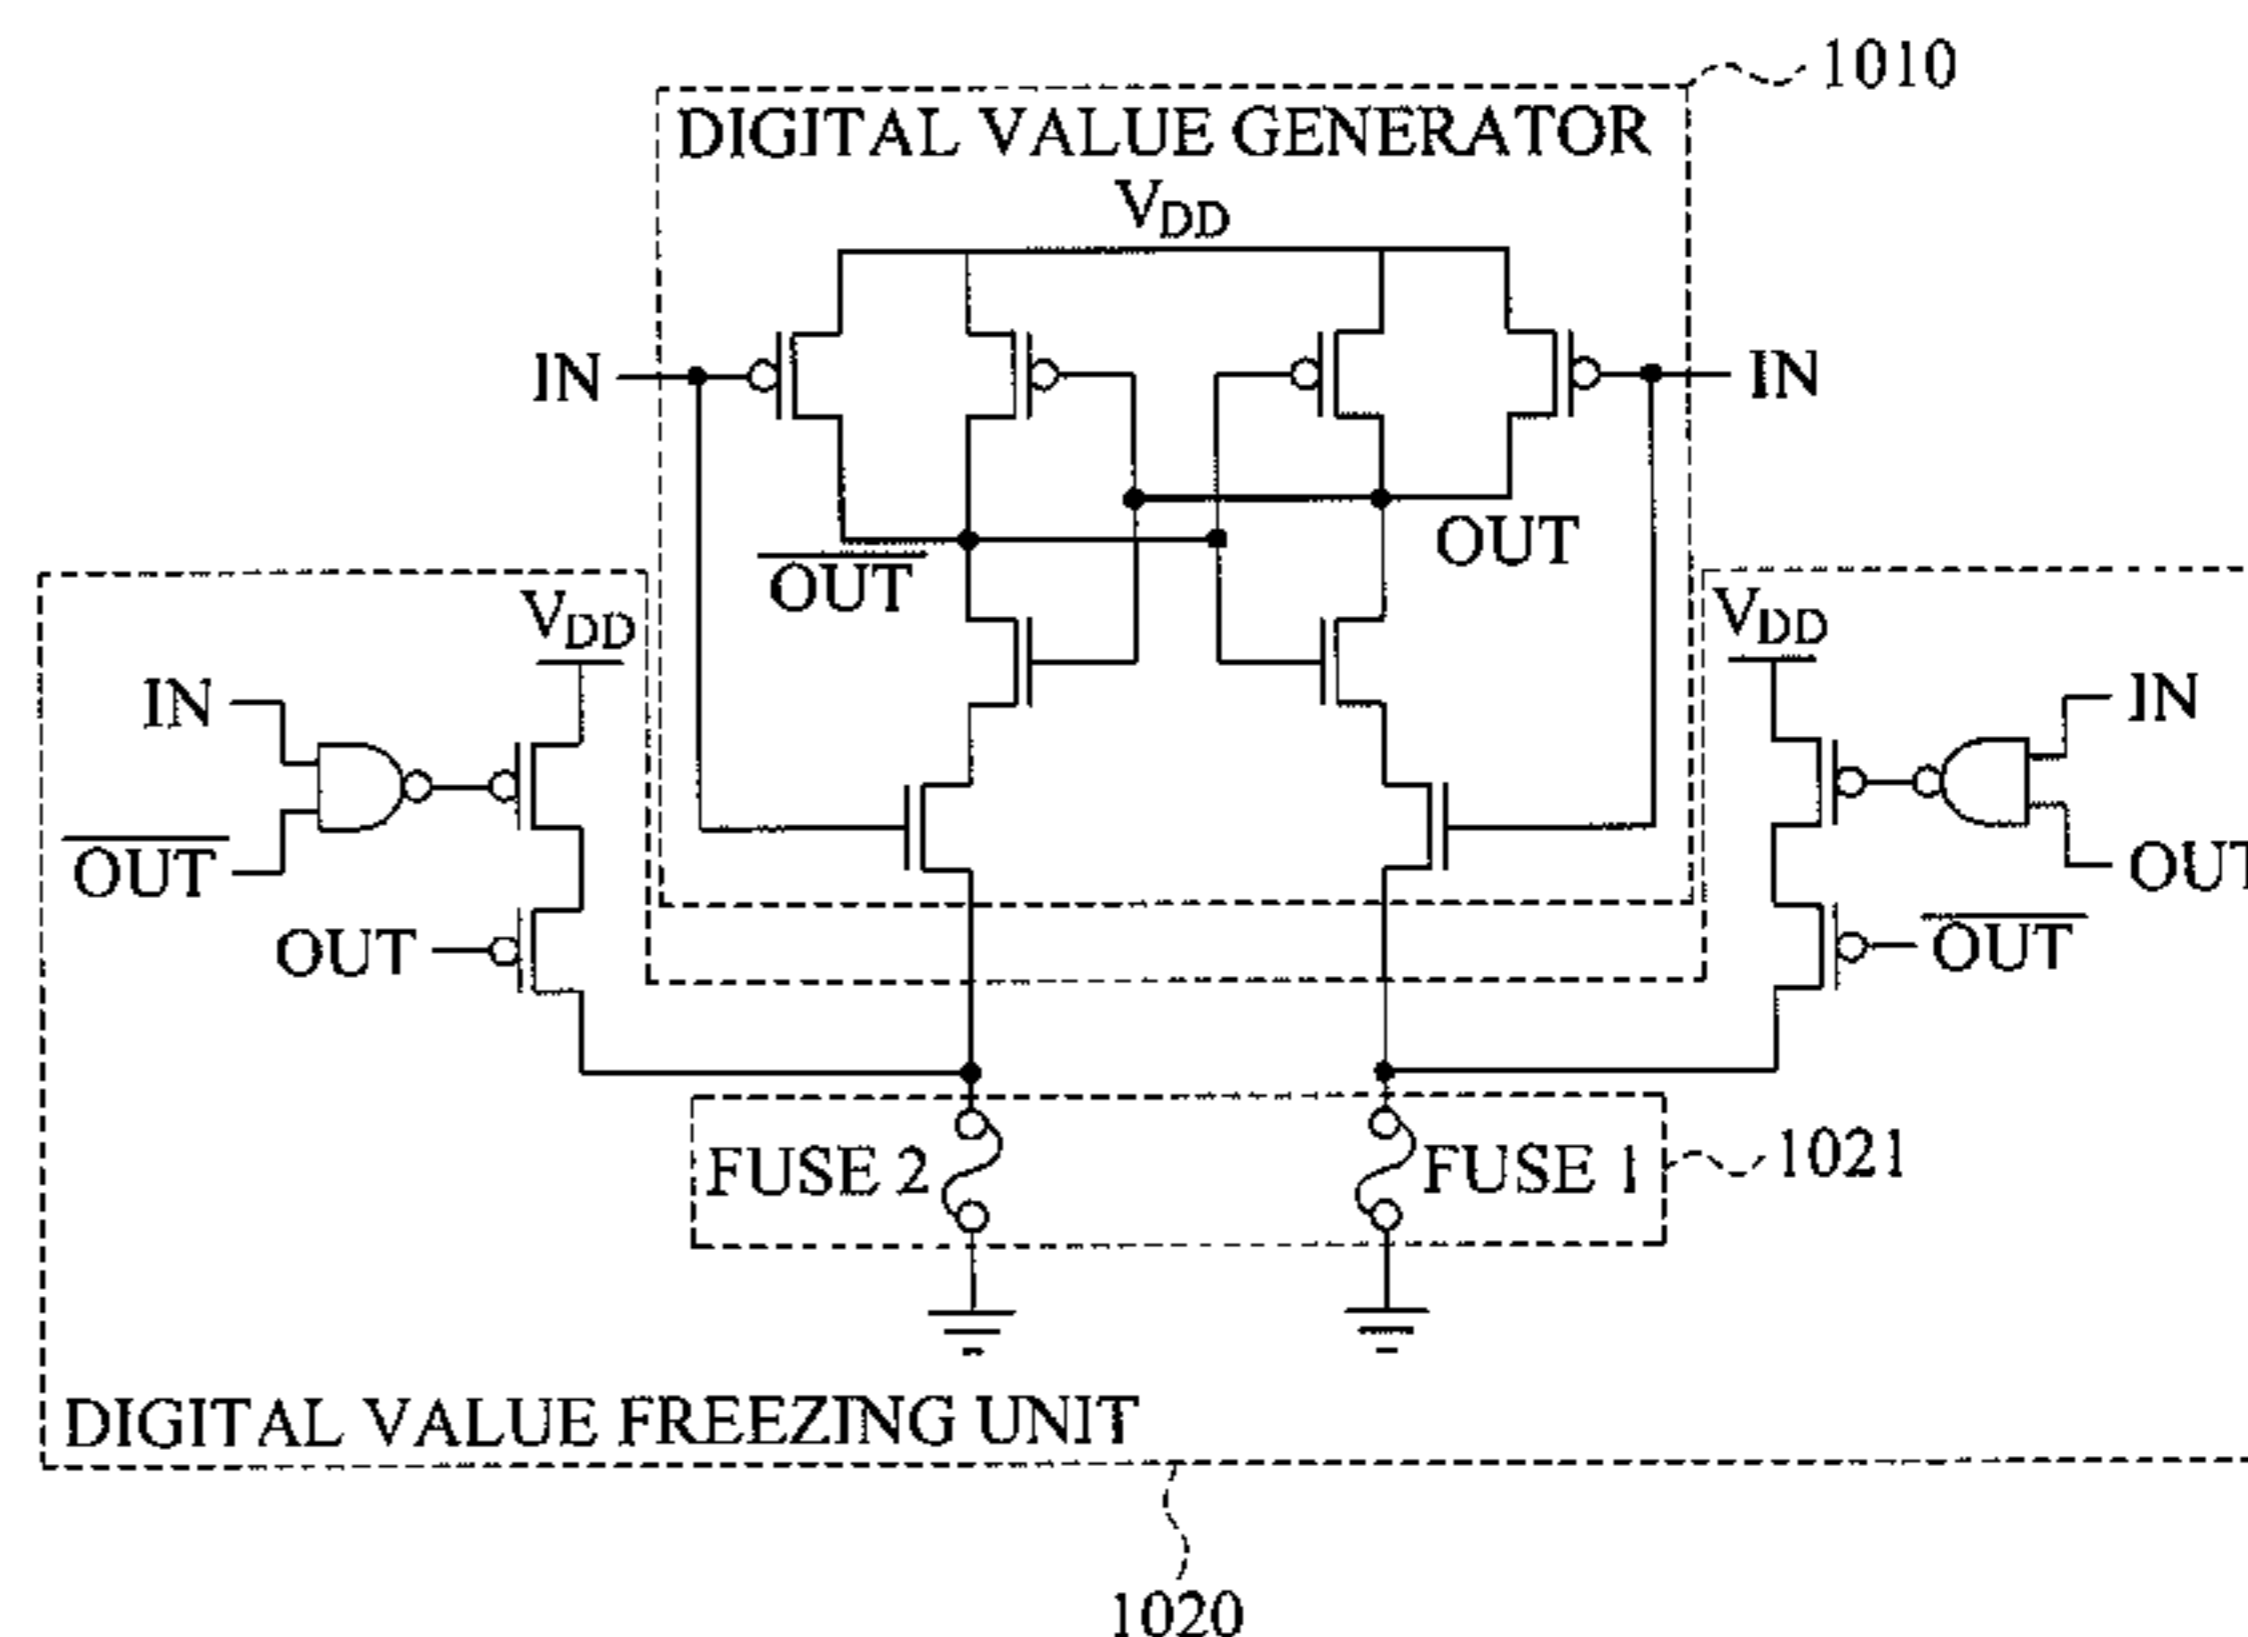 1010
DIGITAL VALUE GENERATOR
VDD
IN
IN
OUT
OUT
VDD
VDD
IN
IN
OUT
OUT
OUT
OUT
FUSE 2
FUSE 1
1021
DIGITAL VALUE FREEZING UNIT
1020